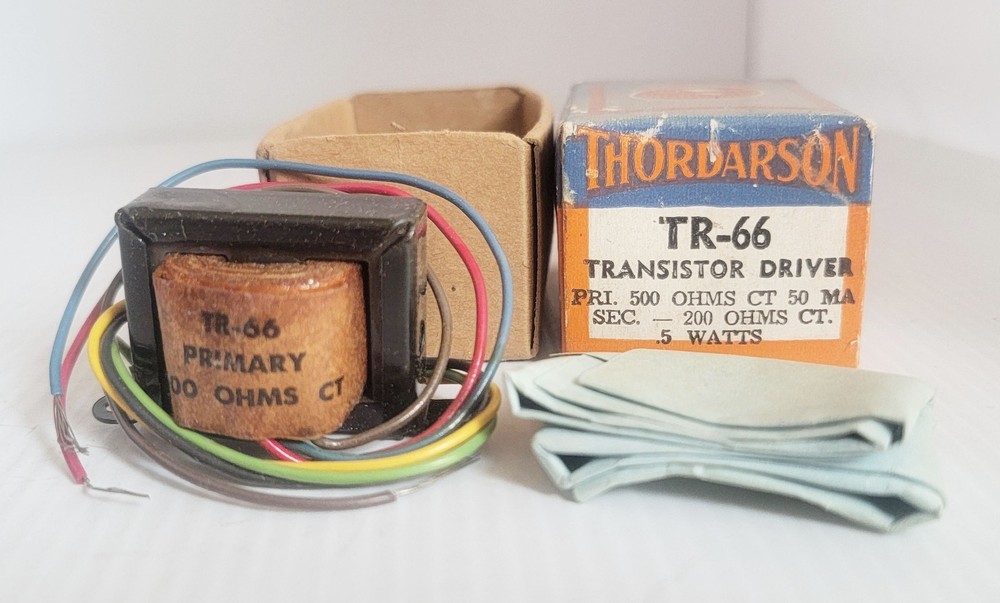 TR-66
PRIMARY
00 OHMS CT
THORDARSON
TR-66
TRANSISTOR DRIVER
PRI. 500 OHMS CT 50 MA
SEC. — 200 OHMS CT.
.5 WATTS